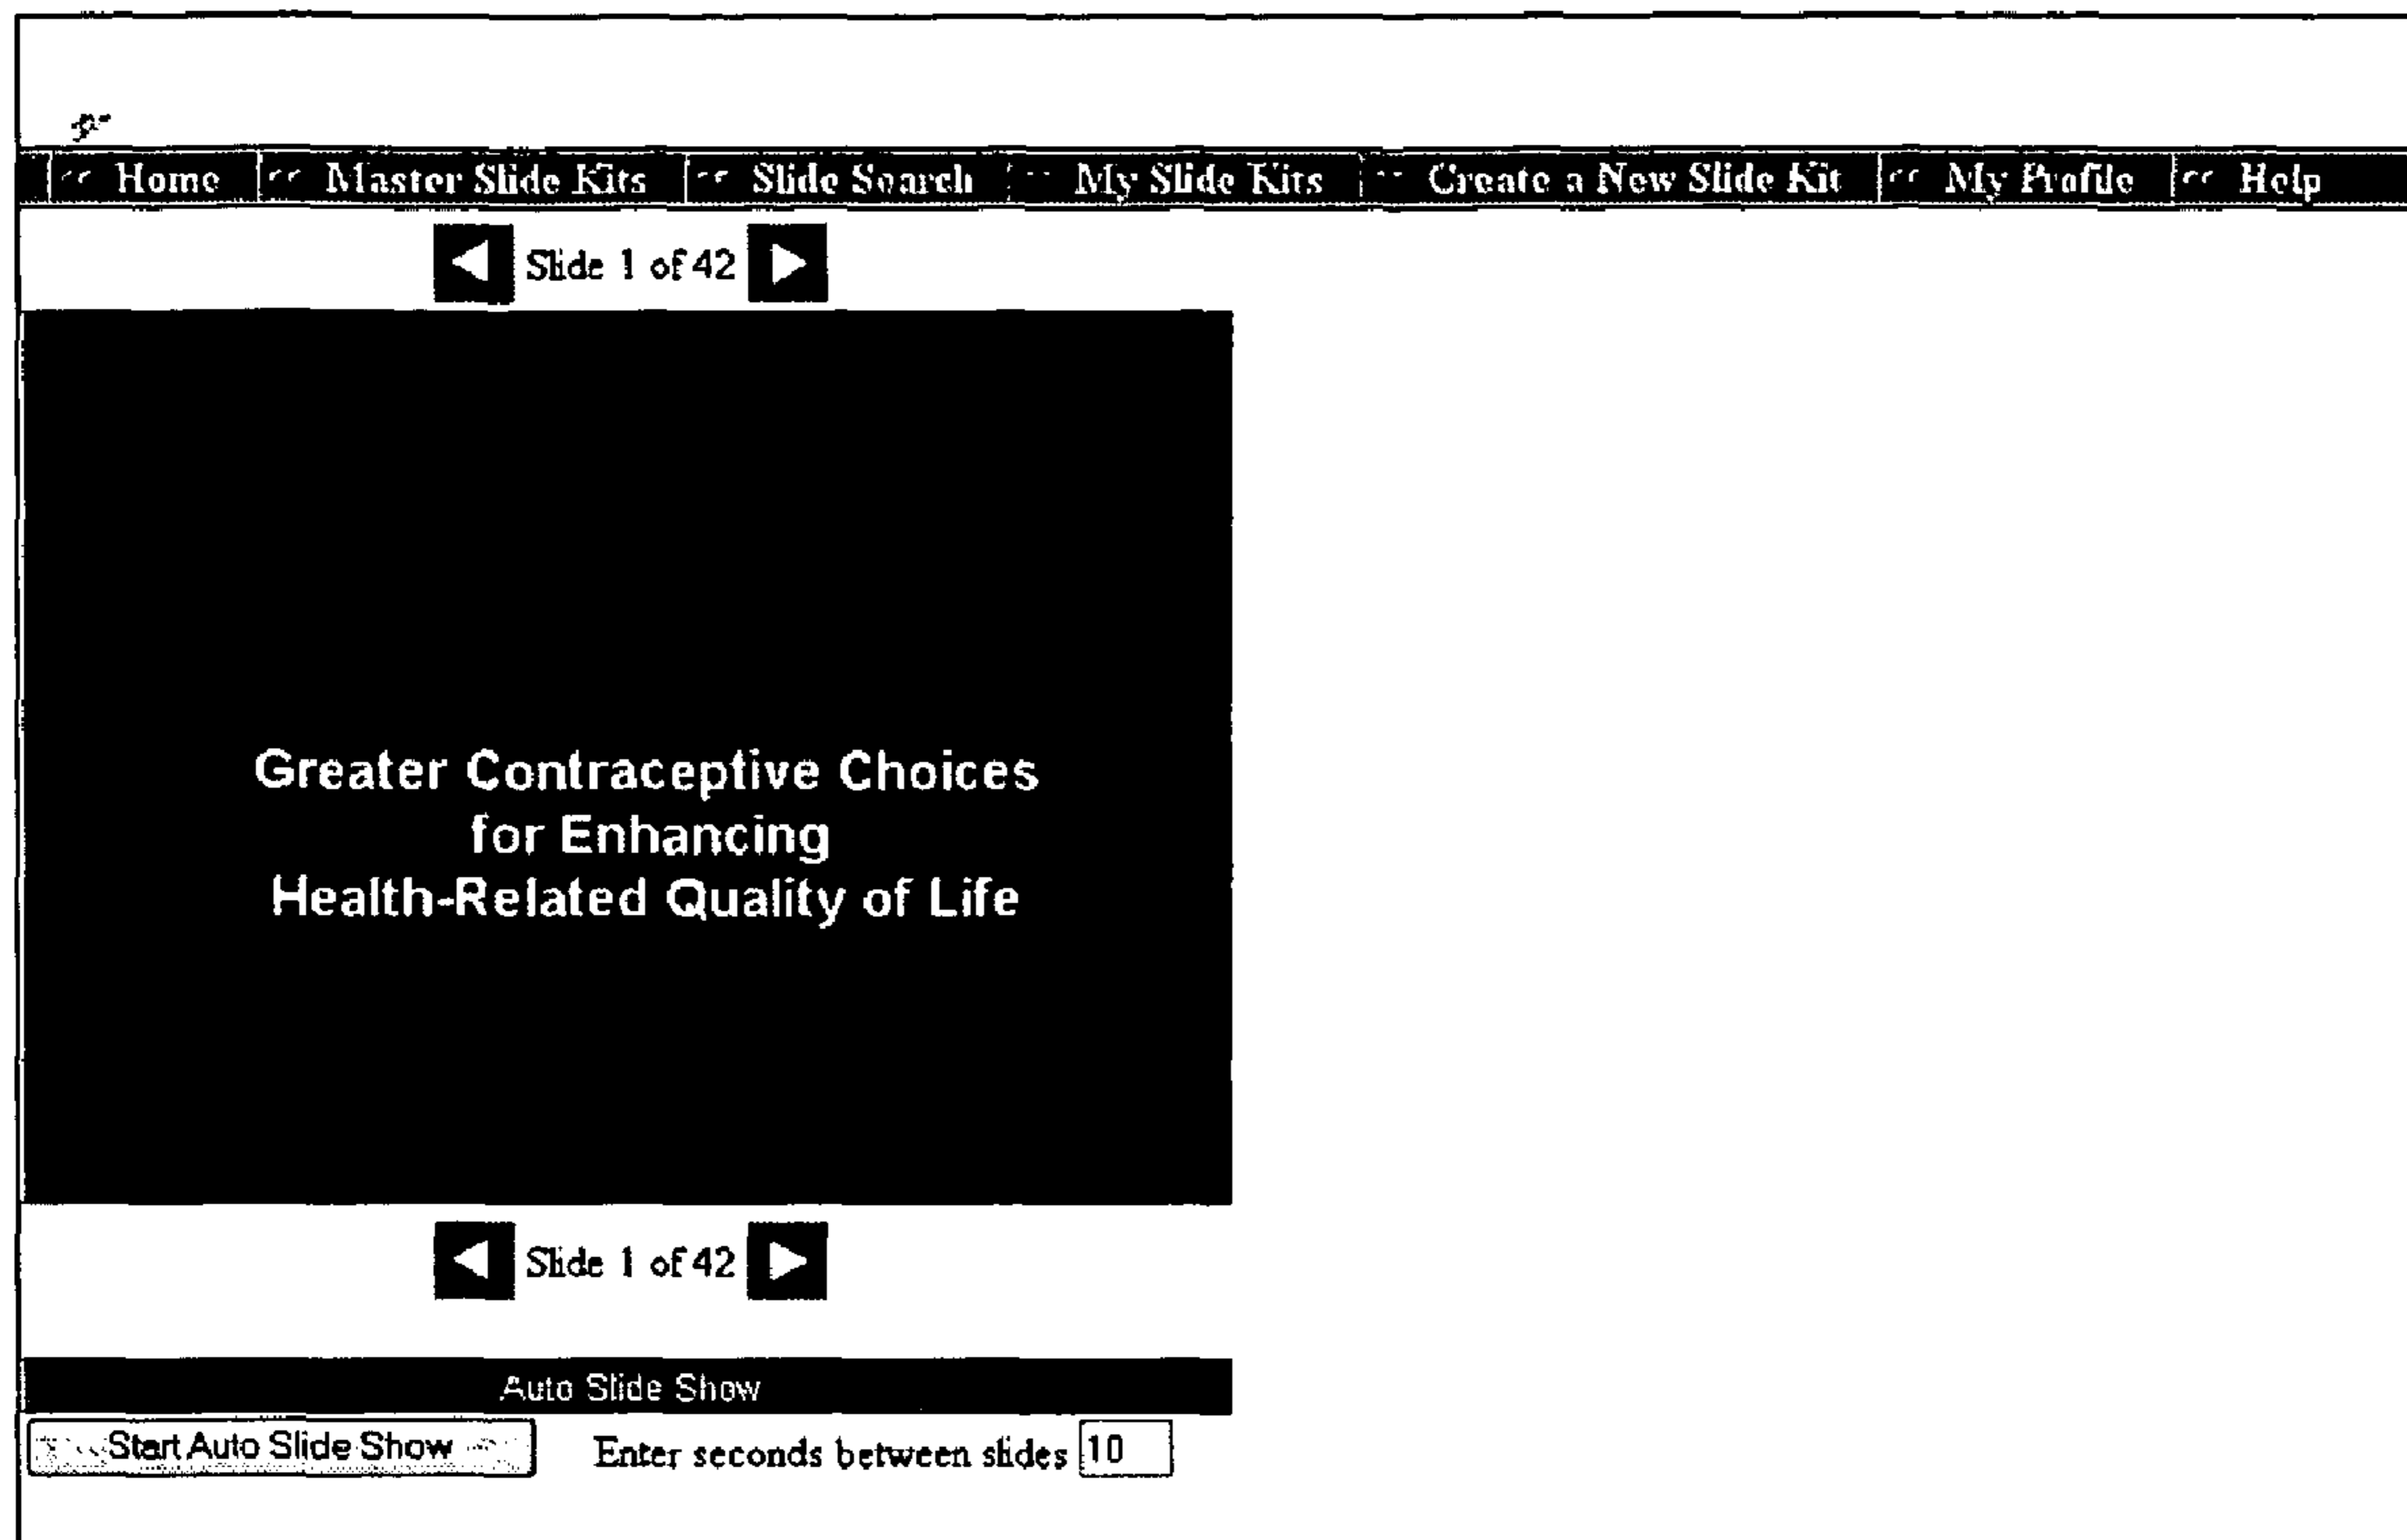 Home Master Slide Kits Slide Search My Slide Kits Create a New Slide Kit My Profile Help
Slide 1 of 42
Greater Contraceptive Choices
for Enhancing
Health-Related Quality of Life
Slide 1 of 42
Auto Slide Show
Start Auto Slide Show Enter seconds between slides 10